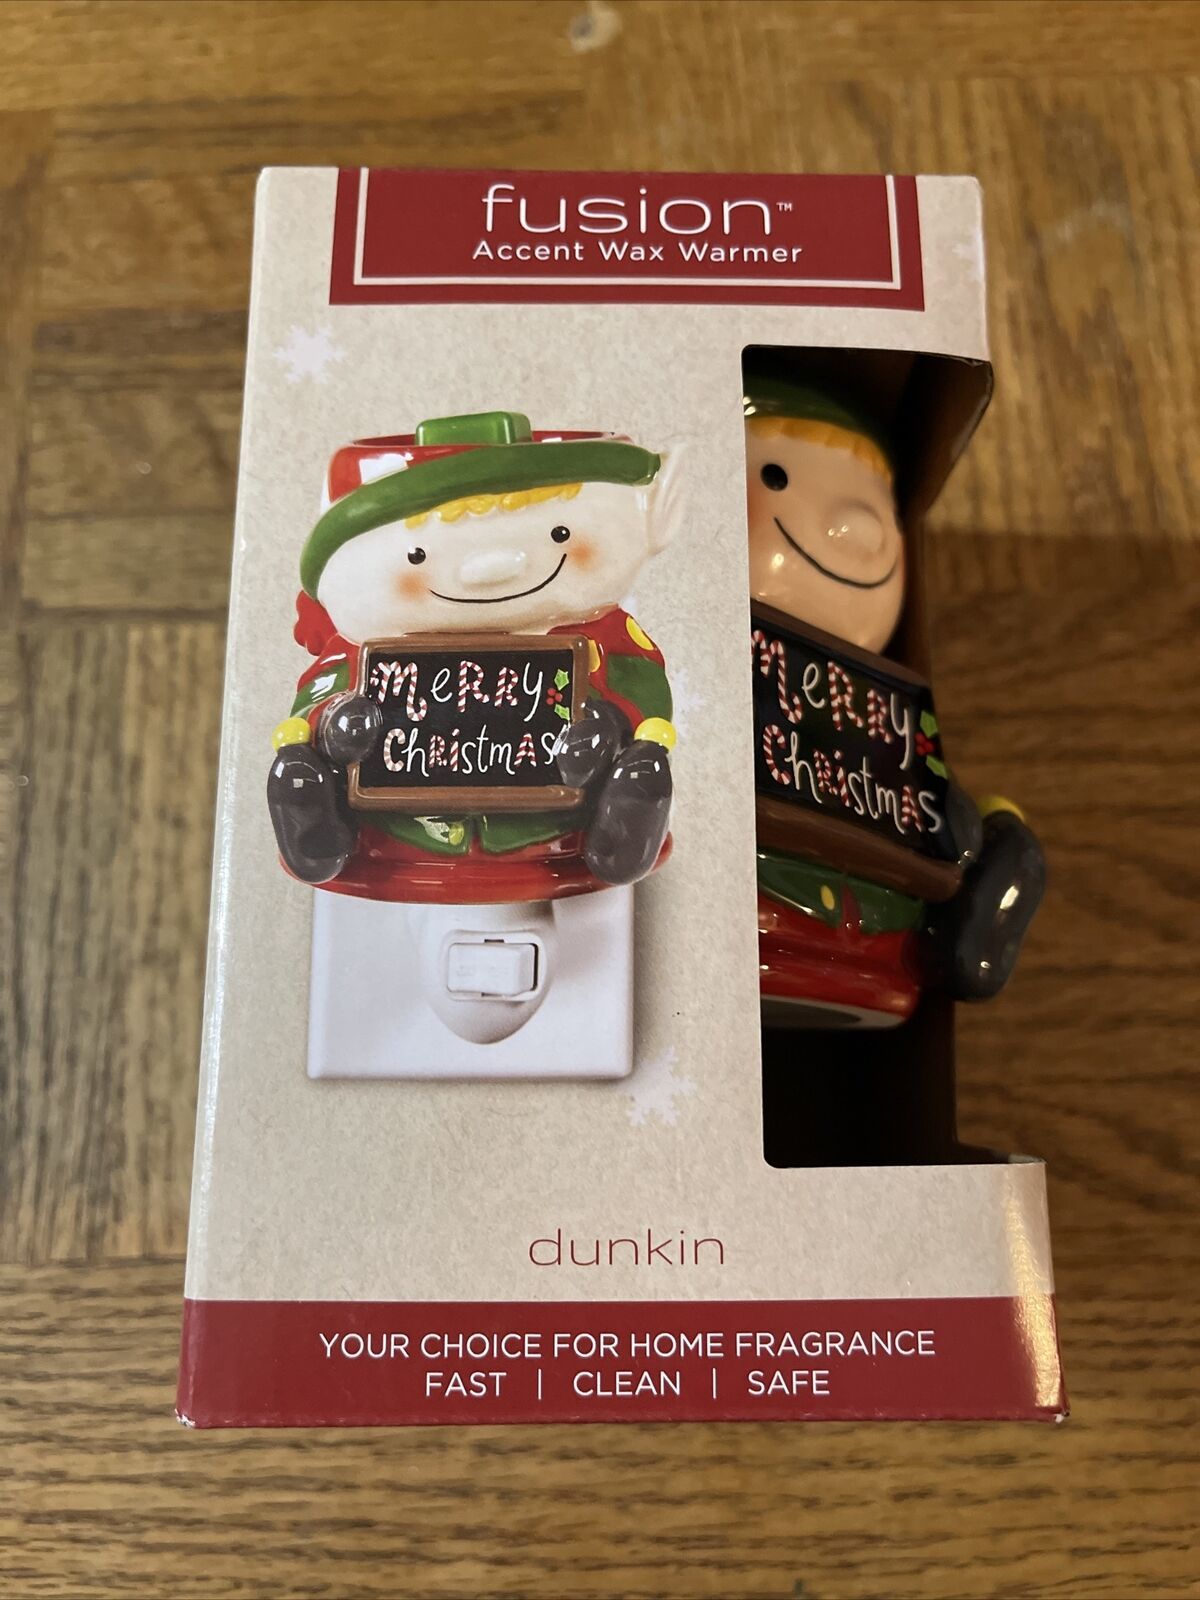 fusion™
Accent Wax Warmer
MeRRy
ChRistmAs
MeRRy
ChRistmAs
dunkin
YOUR CHOICE FOR HOME FRAGRANCE
FAST | CLEAN | SAFE